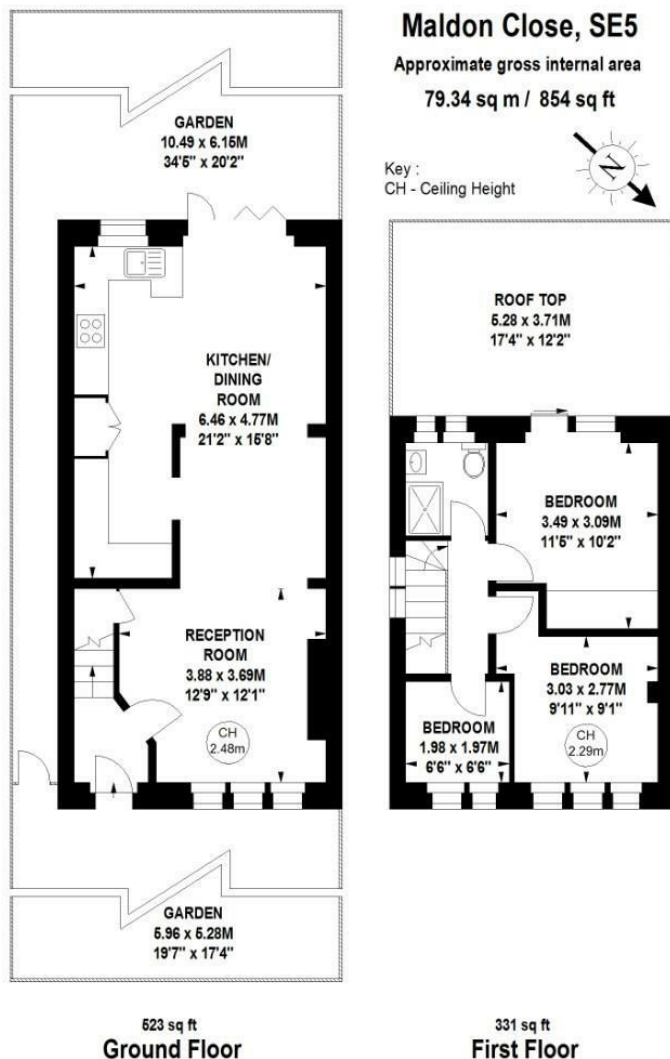 Maldon Close, SE5
Approximate gross internal area
79.34 sq m / 854 sq ft
Key :
CH - Ceiling Height
N
GARDEN
10.49 x 6.15M
34'5" x 20'2"
KITCHEN/
DINING
ROOM
6.46 x 4.77M
21'2" x 15'8"
RECEPTION
ROOM
3.88 x 3.69M
12'9" x 12'1"
CH
2.48m
GARDEN
5.96 x 5.28M
19'7" x 17'4"
523 sq ft
Ground Floor
ROOF TOP
5.28 x 3.71M
17'4" x 12'2"
BEDROOM
3.49 x 3.09M
11'5" x 10'2"
BEDROOM
3.03 x 2.77M
9'11" x 9'1"
CH
2.29m
BEDROOM
1.98 x 1.97M
6'6" x 6'6"
331 sq ft
First Floor